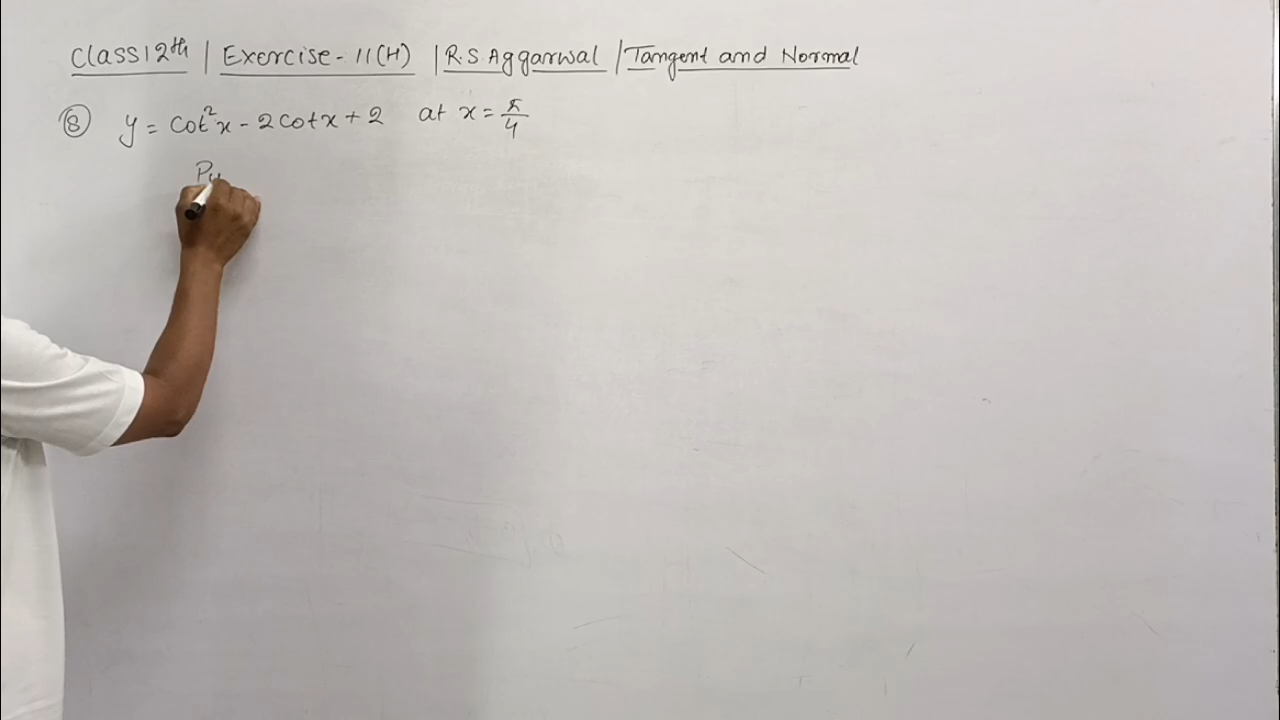 Class 12th | Exercise - 11(H) | R.S. Aggarwal | Tangent and Normal
⑧ y = cot²x - 2cotx + 2 at x = π/4